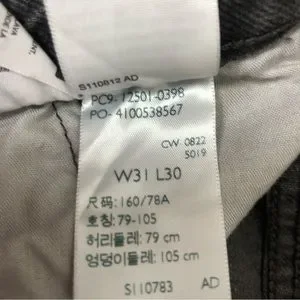 S110812 AD
PC9-12501-0398
PO-4100538567
CW 0822
5019
W31 L30
尺码:160/78A
호칭:79-105
허리둘레:79 cm
엉덩이둘레:105 cm
S110783 AD